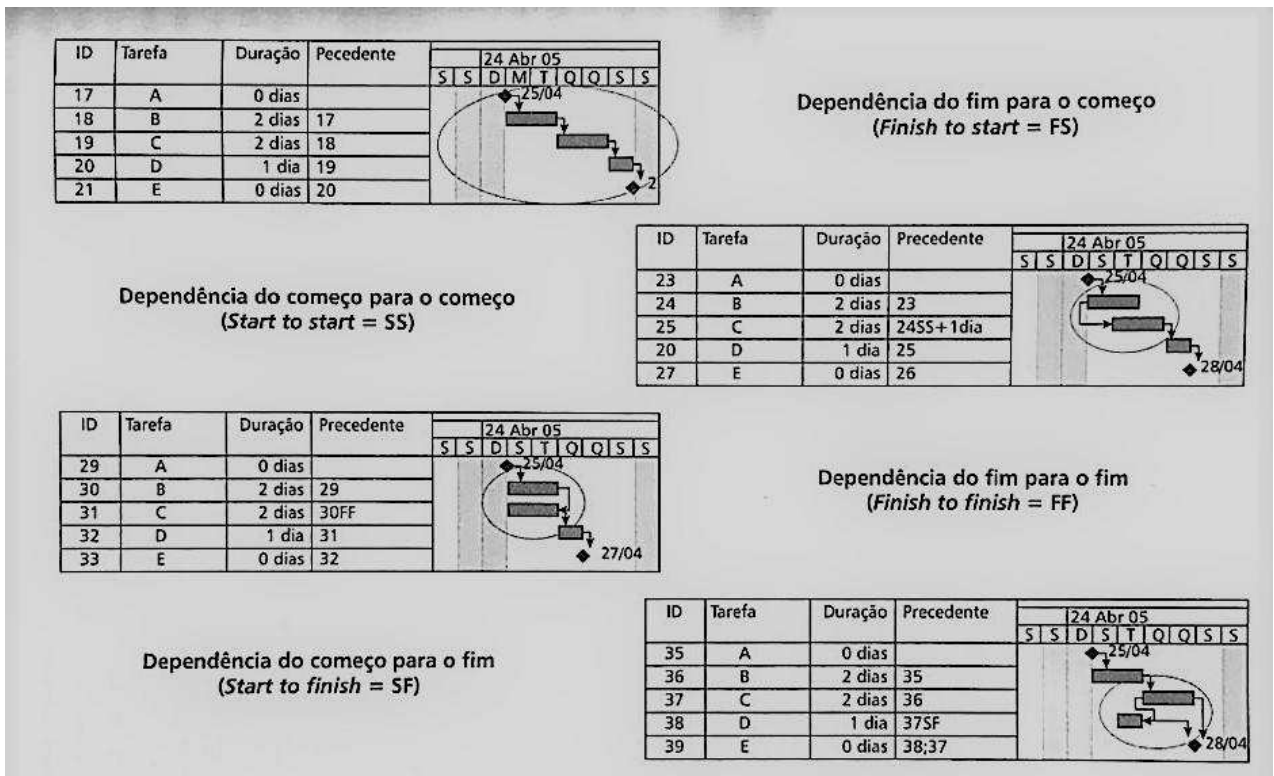 ID Tarefa Duração Pecedente 24 Abr 05
S S D M T Q Q S S
17 A 0 dias 25/04
18 B 2 dias 17
19 C 2 dias 18
20 D 1 dia 19
21 E 0 dias 20 2
Dependência do fim para o começo
(Finish to start = FS)
Dependência do começo para o começo
(Start to start = SS)
ID Tarefa Duração Precedente 24 Abr 05
S S D S T Q Q S S
23 A 0 dias 25/04
24 B 2 dias 23
25 C 2 dias 24SS+1dia
20 D 1 dia 25
27 E 0 dias 26 28/04
ID Tarefa Duração Precedente 24 Abr 05
S S D S T Q Q S S
29 A 0 dias 25/04
30 B 2 dias 29
31 C 2 dias 30FF
32 D 1 dia 31
33 E 0 dias 32 27/04
Dependência do fim para o fim
(Finish to finish = FF)
Dependência do começo para o fim
(Start to finish = SF)
ID Tarefa Duração Precedente 24 Abr 05
S S D S T Q Q S S
35 A 0 dias 25/04
36 B 2 dias 35
37 C 2 dias 36
38 D 1 dia 37SF
39 E 0 dias 38;37 28/04